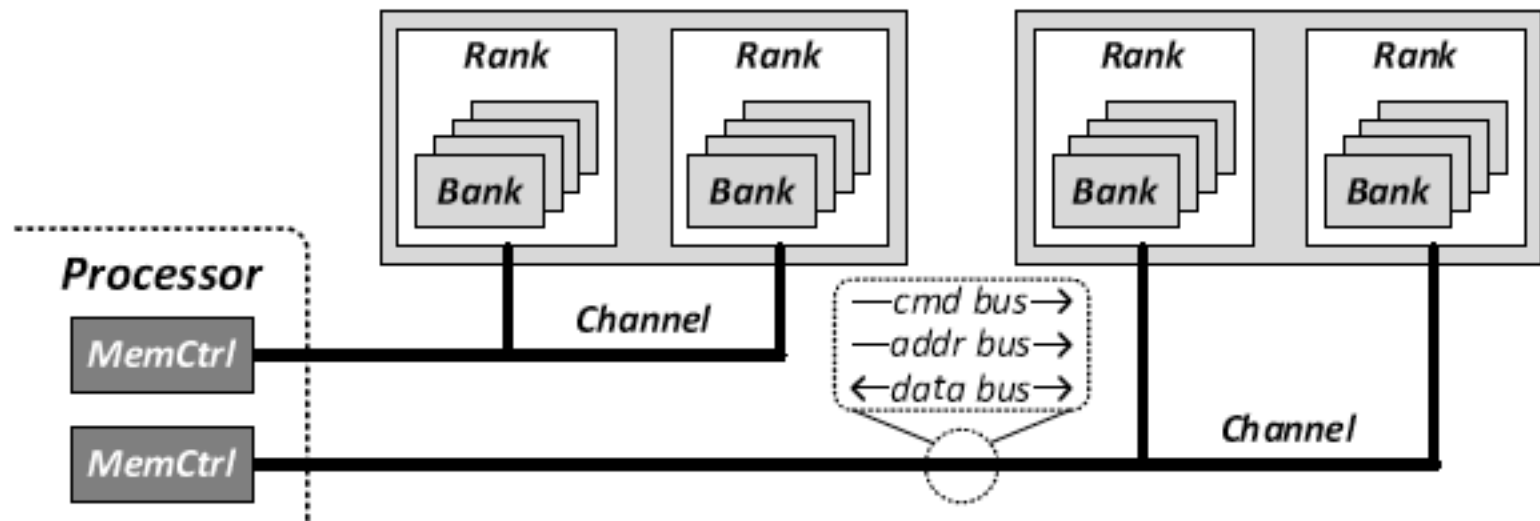 Rank
Rank
Rank
Rank
Bank
Bank
Bank
Bank
Processor
cmd bus
Channel
addr bus
MemCtrl
data bus
Channel
MemCtrl